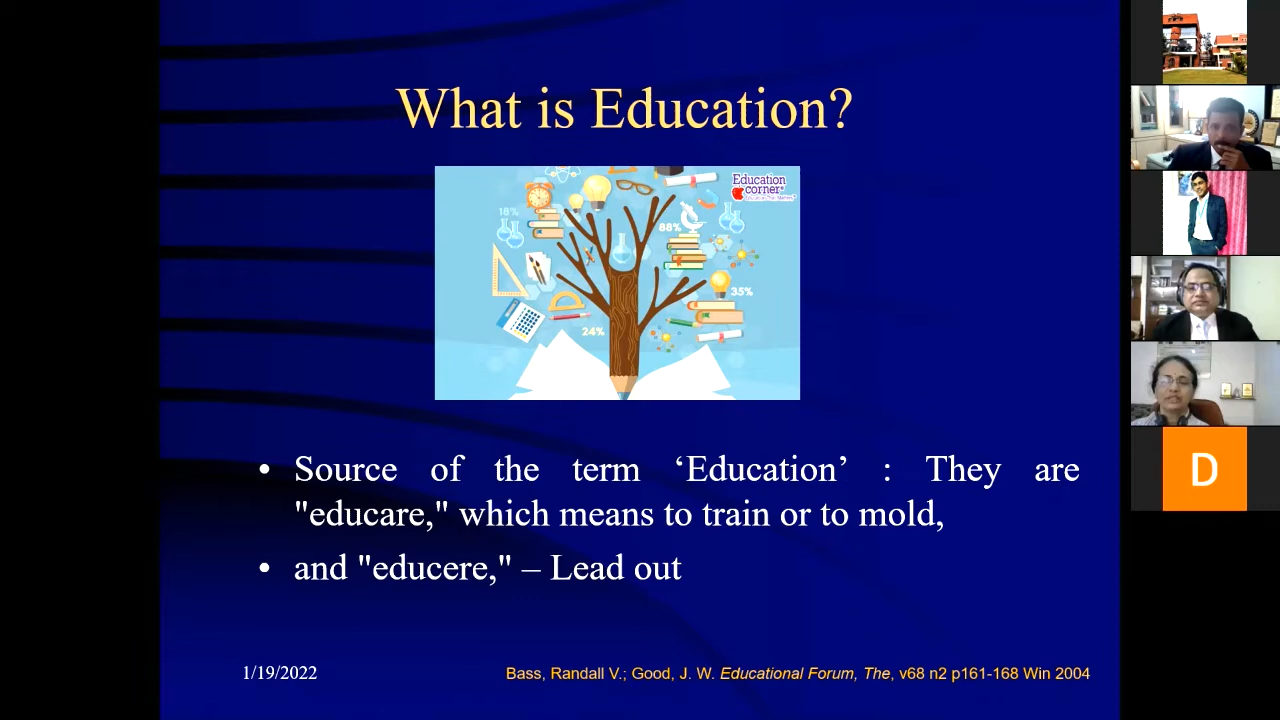 What is Education?
Education
corner
18%
88%
35%
24%
• Source of the term ‘Education’ : They are
"educare," which means to train or to mold,
• and "educere," – Lead out
1/19/2022
Bass, Randall V.; Good, J. W. Educational Forum, The, v68 n2 p161-168 Win 2004
D